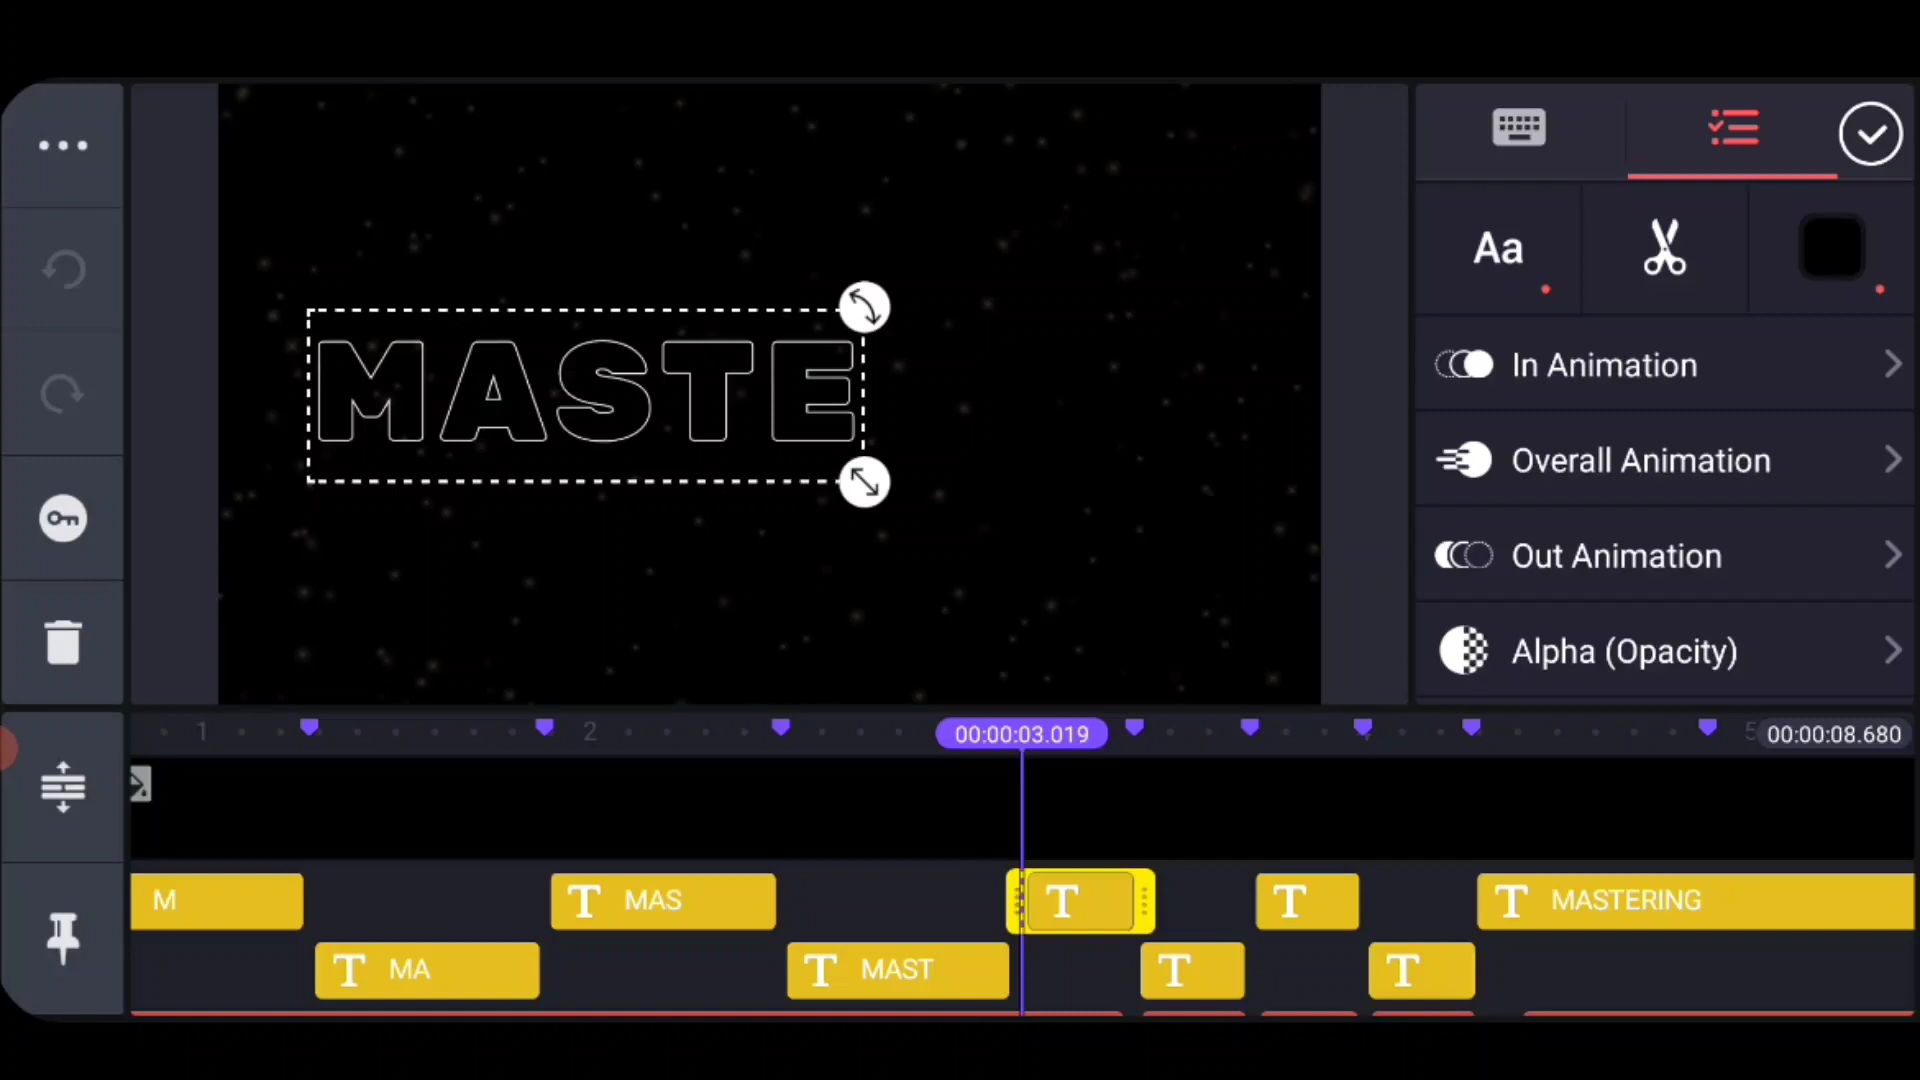 MASTE
Aa
In Animation
Overall Animation
Out Animation
Alpha (Opacity)
1
2
00:00:03.019
5
00:00:08.680
M
T MAS
T
T
T MASTERING
T MA
T MAST
T
T